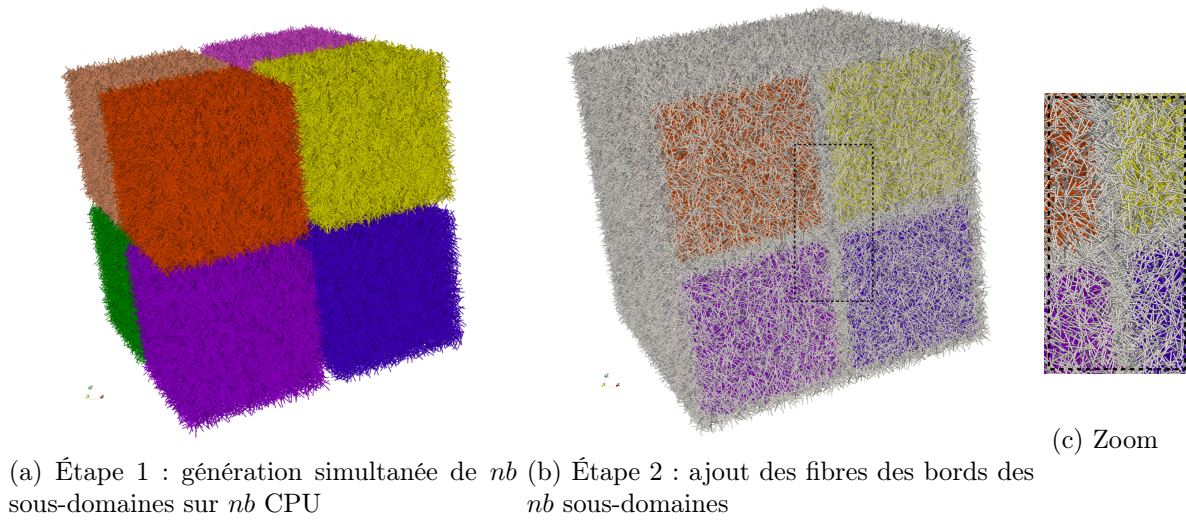 (a) Étape 1 : génération simultanée de nb
sous-domaines sur nb CPU
(b) Étape 2 : ajout des fibres des bords des
nb sous-domaines
(c) Zoom